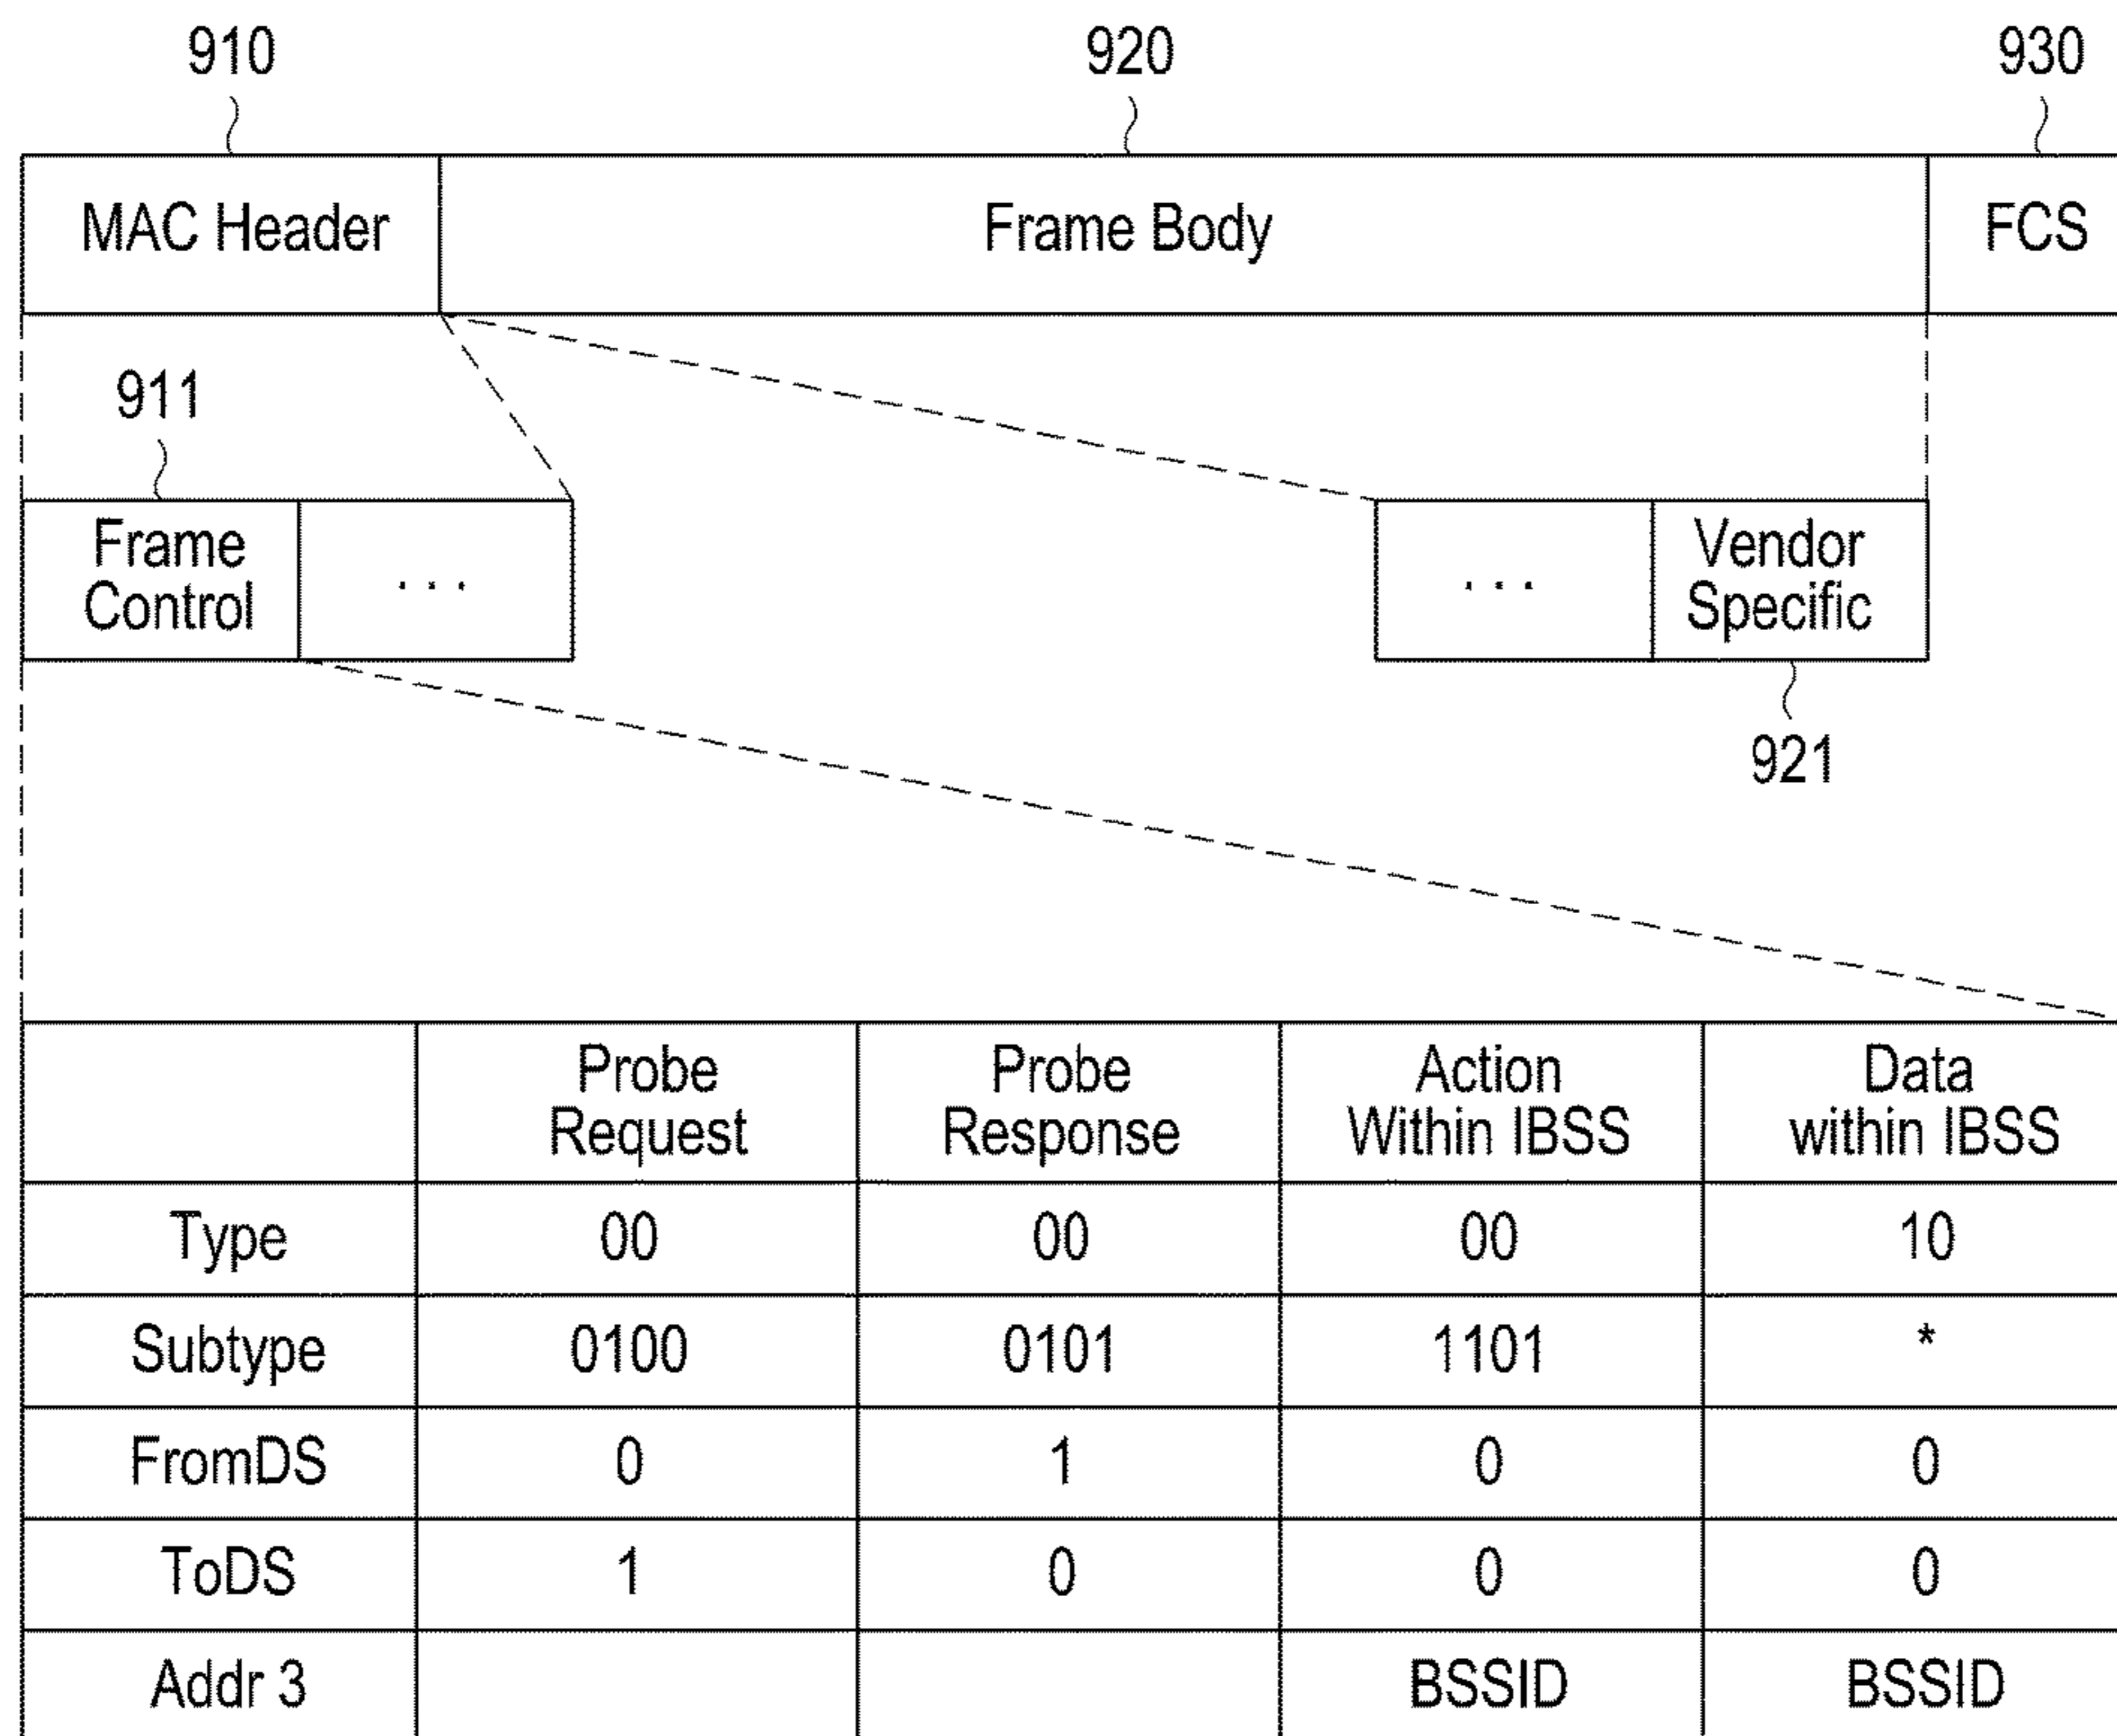 910 920 930
MAC Header Frame Body FCS
911
Frame Control ... ... Vendor Specific
921
Probe Request Probe Response Action Within IBSS Data within IBSS
Type 00 00 00 10
Subtype 0100 0101 1101 *
FromDS 0 1 0 0
ToDS 1 0 0 0
Addr 3 BSSID BSSID